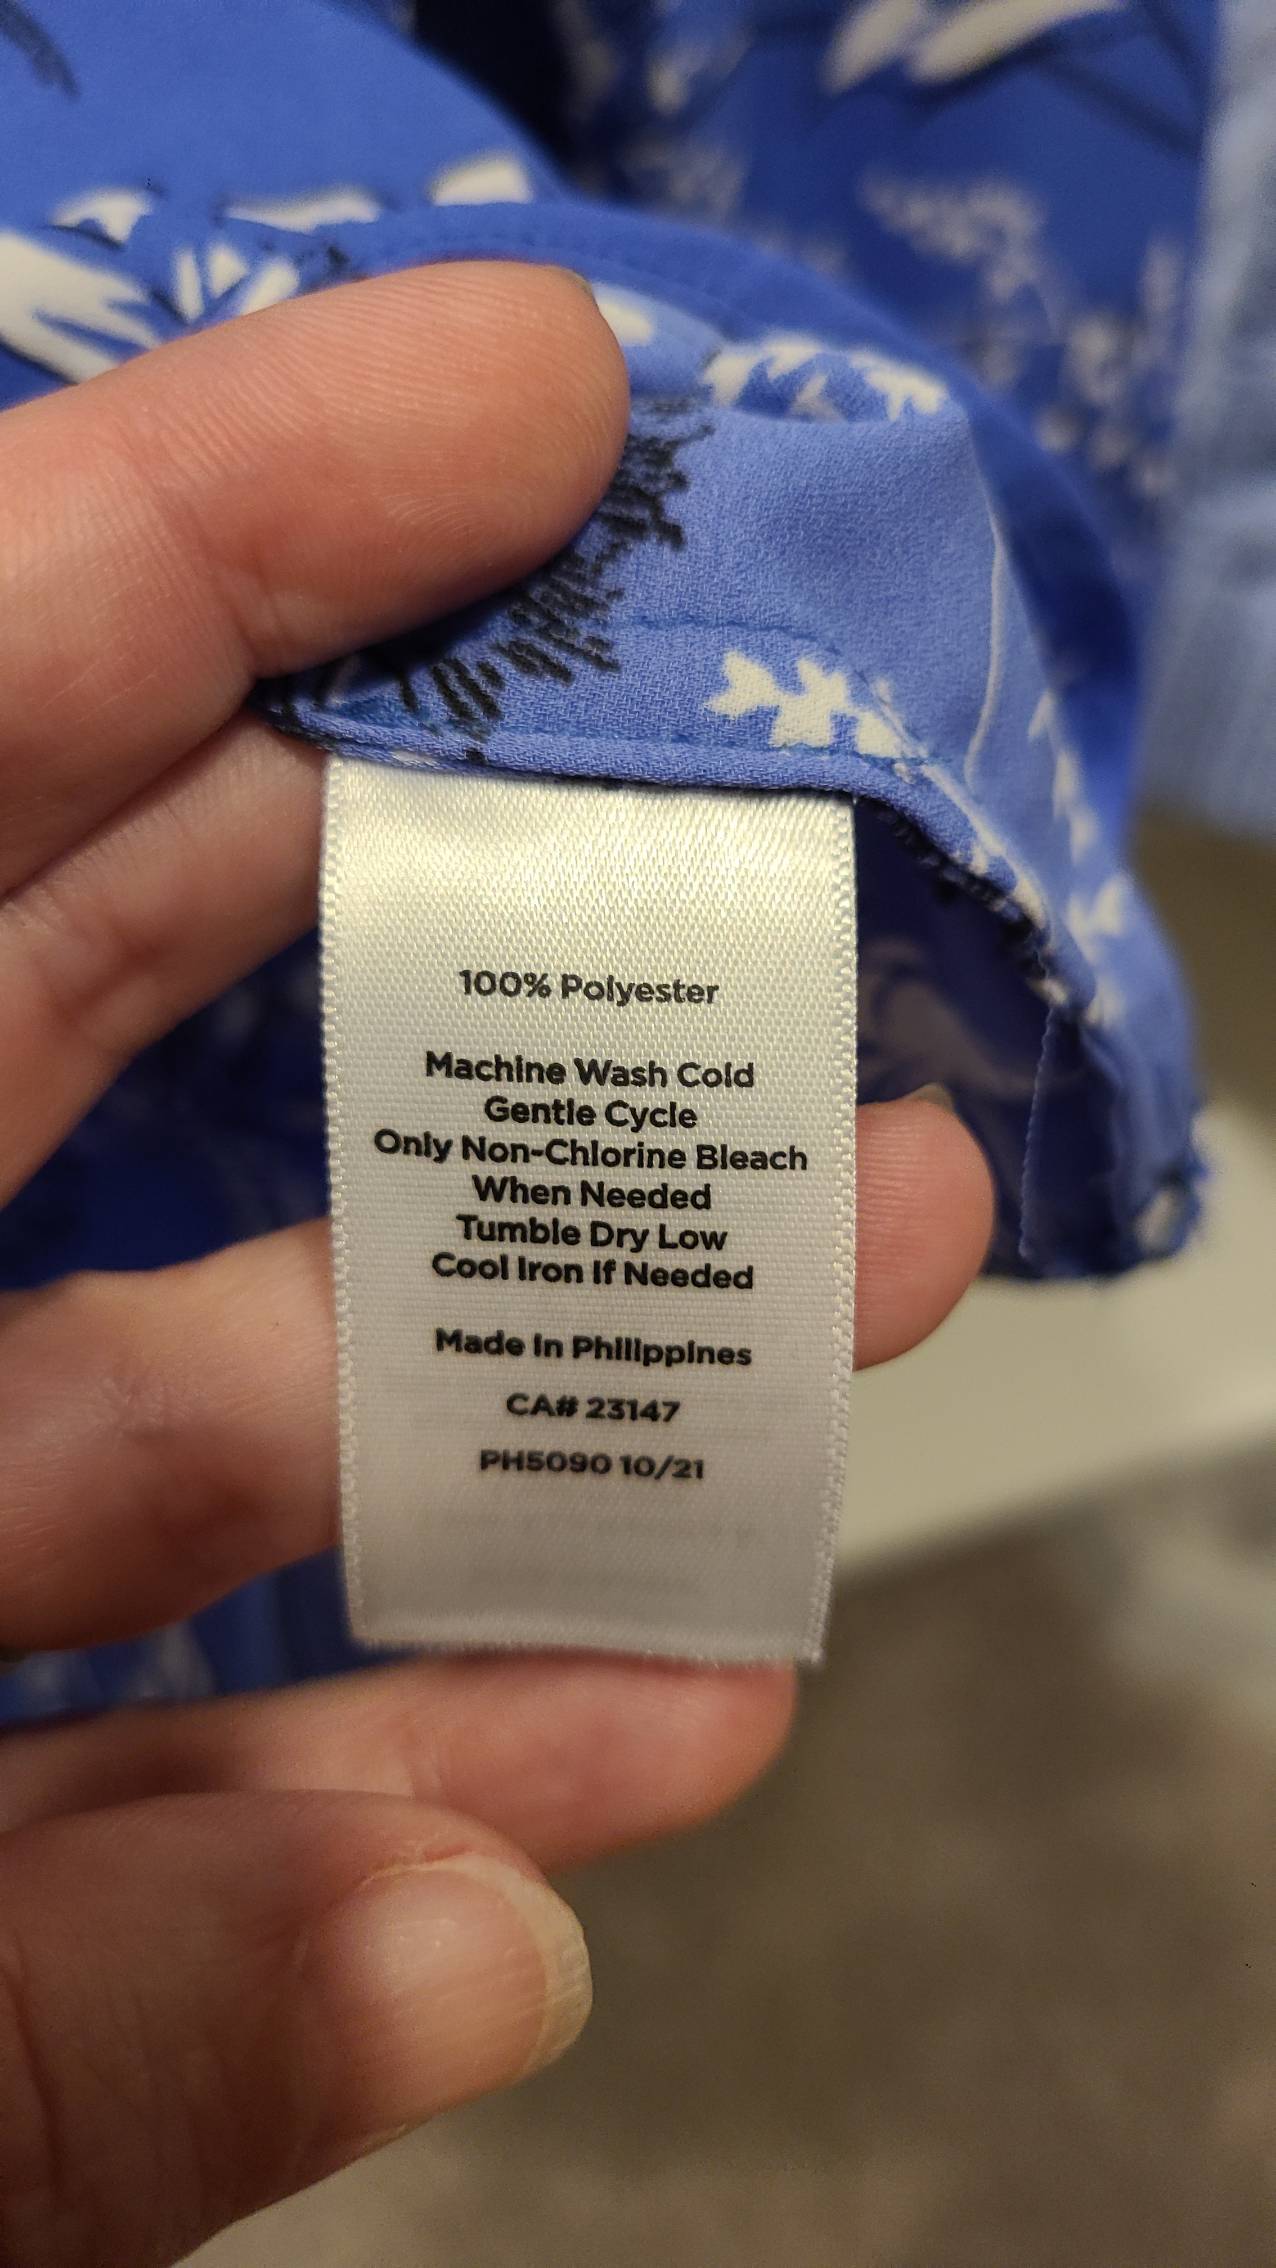 100% Polyester
Machine Wash Cold
Gentle Cycle
Only Non-Chlorine Bleach
When Needed
Tumble Dry Low
Cool Iron If Needed
Made In Philippines
CA# 23147
PH5090 10/21